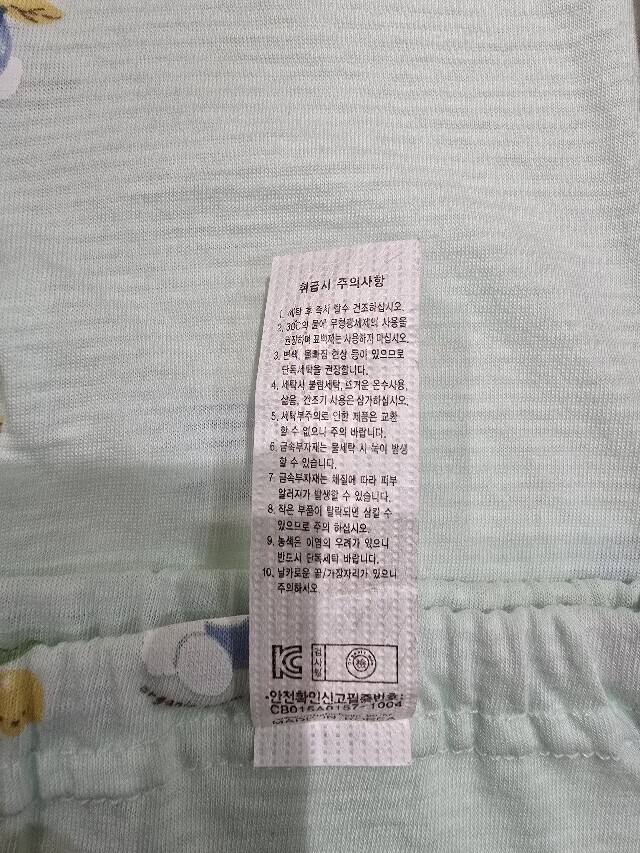 취급시 주의사항
1. 세탁 후 즉시 탈수 건조하십시오.
2. 30℃의 물에 무형광세제의 사용을
권장하며 표백제는 사용하지 마십시오.
3. 변색, 물빠짐 현상 등이 있으므로
단독세탁을 권장합니다.
4. 세탁시 불림세탁, 뜨거운 온수사용,
삶음, 건조기 사용은 삼가하십시오.
5. 세탁부주의로 인한 제품은 교환
할 수 없으니 주의 바랍니다.
6. 금속부자재는 물세탁 시 녹이 발생
할 수 있습니다.
7. 금속부자재는 체질에 따라 피부
알러지가 발생할 수 있습니다.
8. 작은 부품이 탈락되면 삼킬 수
있으므로 주의 하십시오.
9. 농색은 이염의 우려가 있으니
반드시 단독세탁 바랍니다.
10. 날카로운 끝/가장자리가 있으니
주의하십시오
검사필
•안전확인신고필증번호:
CB015A0157-1004
MADE IN